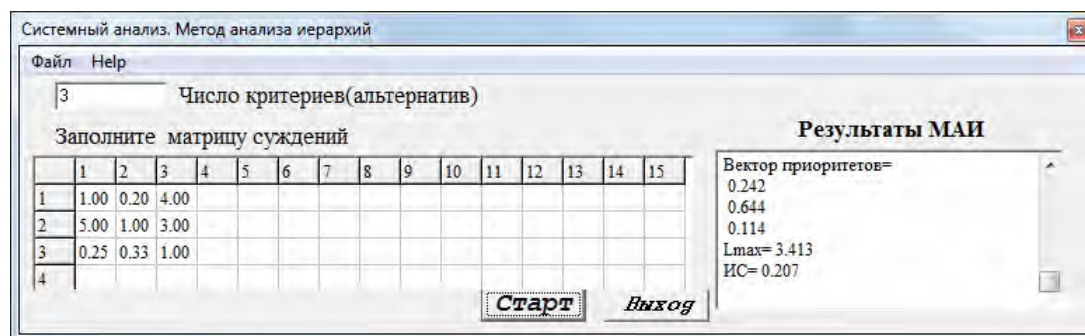 Системный анализ. Метод анализа иерархий
Файл Help
3 Число критериев(альтернатив)
Заполните матрицу суждений
1 2 3 4 5 6 7 8 9 10 11 12 13 14 15
1 1.00 0.20 4.00
2 5.00 1.00 3.00
3 0.25 0.33 1.00
4
Результаты МАИ
Вектор приоритетов=
0.242
0.644
0.114
Lmax= 3.413
ИС= 0.207
Старт Выход